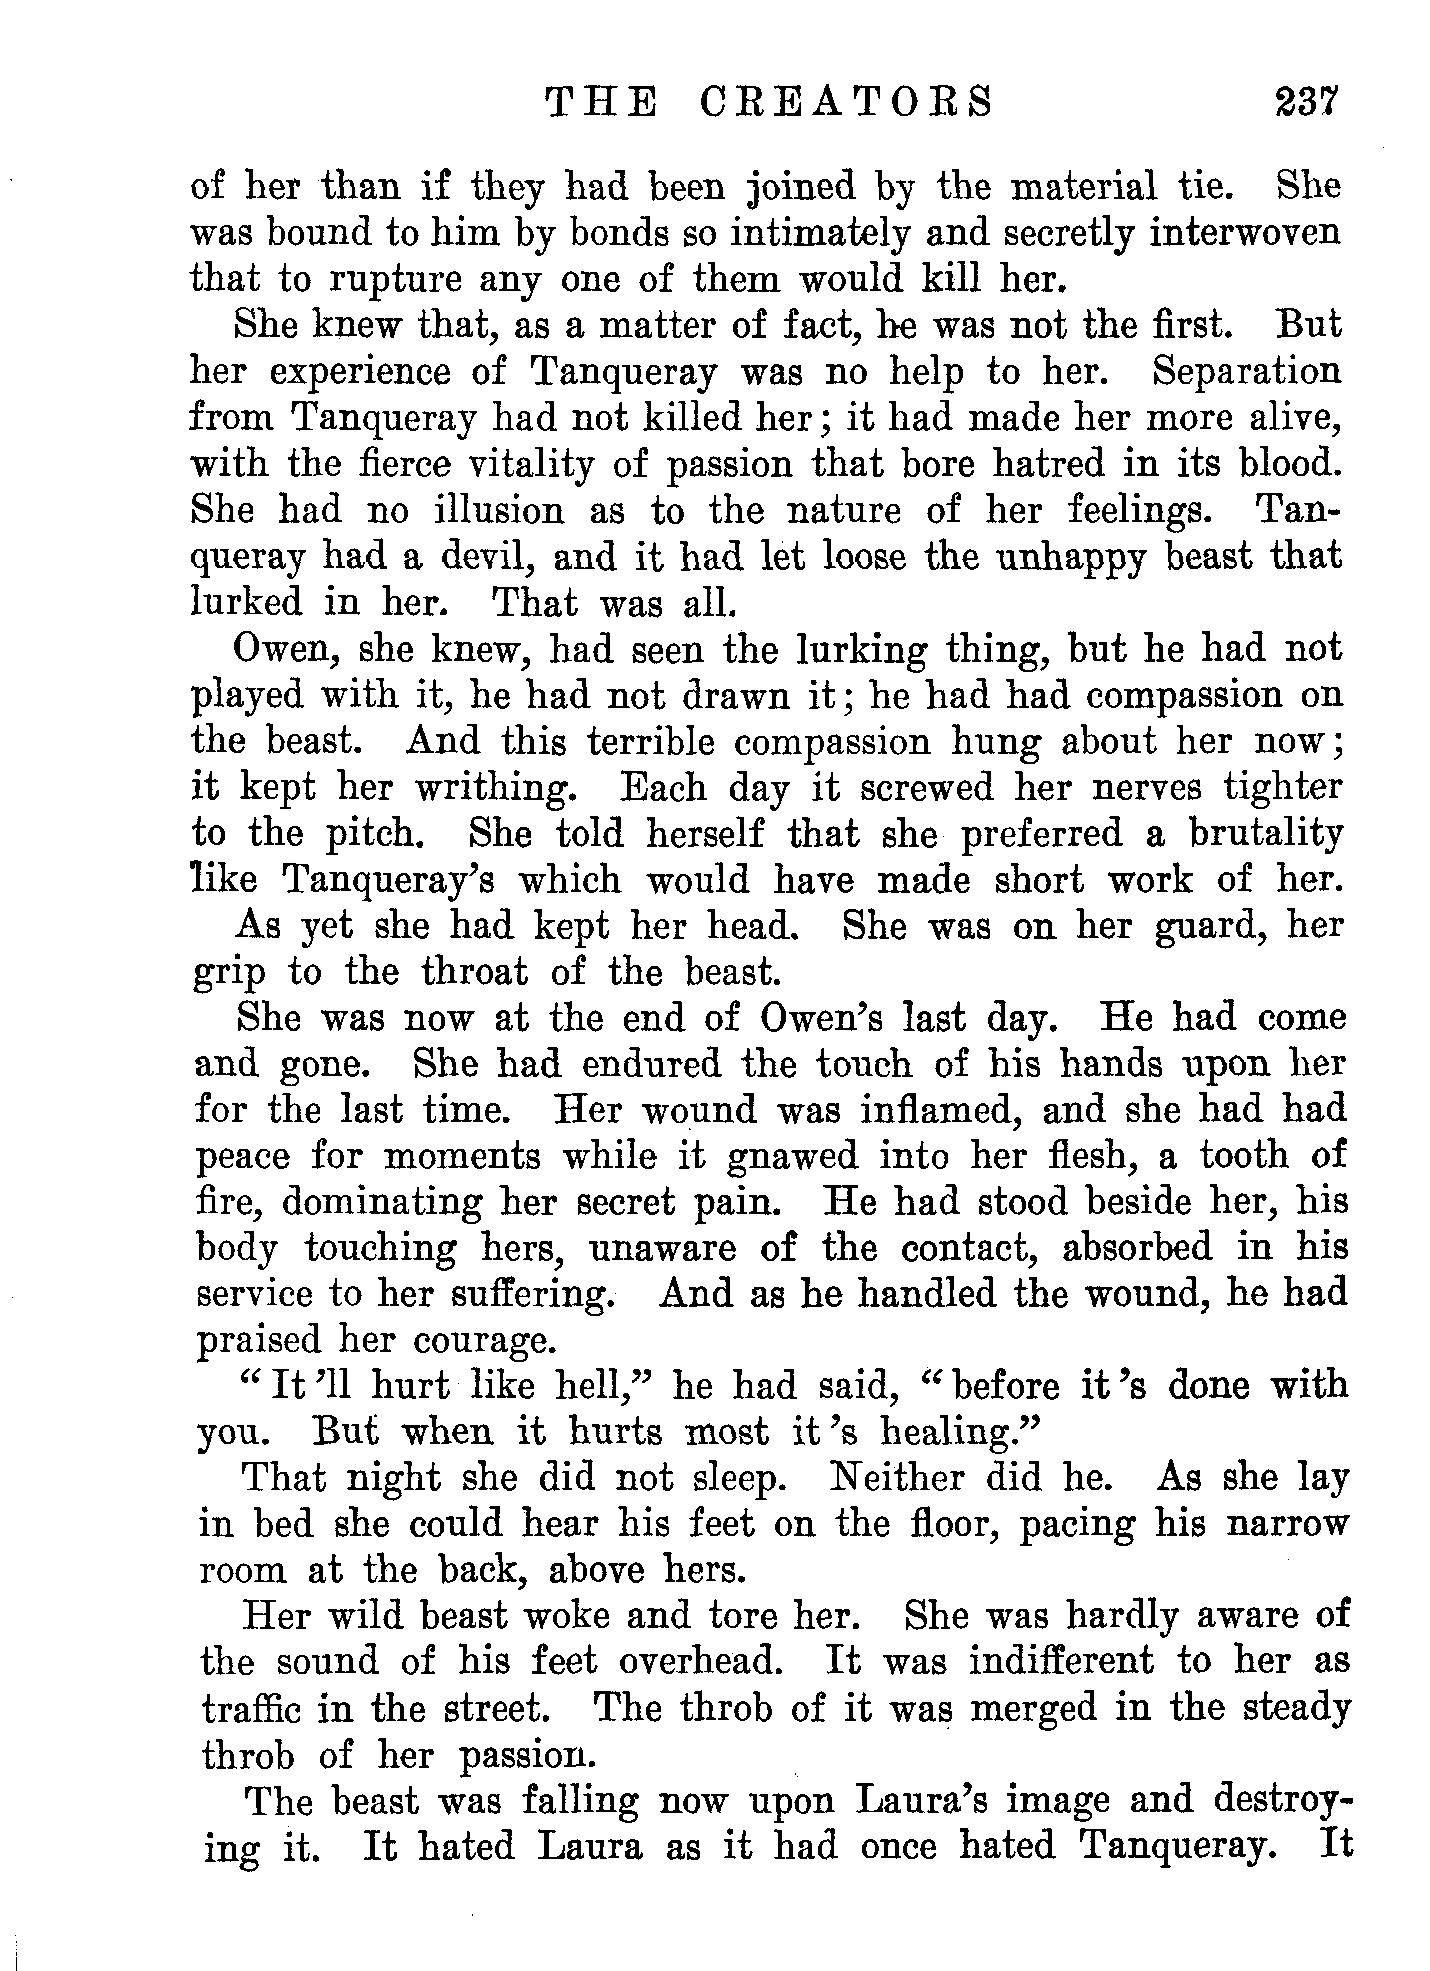 THE CREATORS 237
of her than if they had been joined by the material tie. She
was bound to him by bonds so intimately and secretly interwoven
that to rupture any one of them would kill her.
She knew that, as a matter of fact, he was not the first. But
her experience of Tanqueray was no help to her. Separation
from Tanqueray had not killed her; it had made her more alive,
with the fierce vitality of passion that bore hatred in its blood.
She had no illusion as to the nature of her feelings. Tan-
queray had a devil, and it had let loose the unhappy beast that
lurked in her. That was all.
Owen, she knew, had seen the lurking thing, but he had not
played with it, he had not drawn it; he had had compassion on
the beast. And this terrible compassion hung about her now;
it kept her writhing. Each day it screwed her nerves tighter
to the pitch. She told herself that she preferred a brutality
like Tanqueray's which would have made short work of her.
As yet she had kept her head. She was on her guard, her
grip to the throat of the beast.
She was now at the end of Owen's last day. He had come
and gone. She had endured the touch of his hands upon her
for the last time. Her wound was inflamed, and she had had
peace for moments while it gnawed into her flesh, a tooth of
fire, dominating her secret pain. He had stood beside her, his
body touching hers, unaware of the contact, absorbed in his
service to her suffering. And as he handled the wound, he had
praised her courage.
“It 'll hurt like hell,” he had said, “before it 's done with
you. But when it hurts most it 's healing.”
That night she did not sleep. Neither did he. As she lay
in bed she could hear his feet on the floor, pacing his narrow
room at the back, above hers.
Her wild beast woke and tore her. She was hardly aware of
the sound of his feet overhead. It was indifferent to her as
traffic in the street. The throb of it was merged in the steady
throb of her passion.
The beast was falling now upon Laura's image and destroy-
ing it. It hated Laura as it had once hated Tanqueray. It